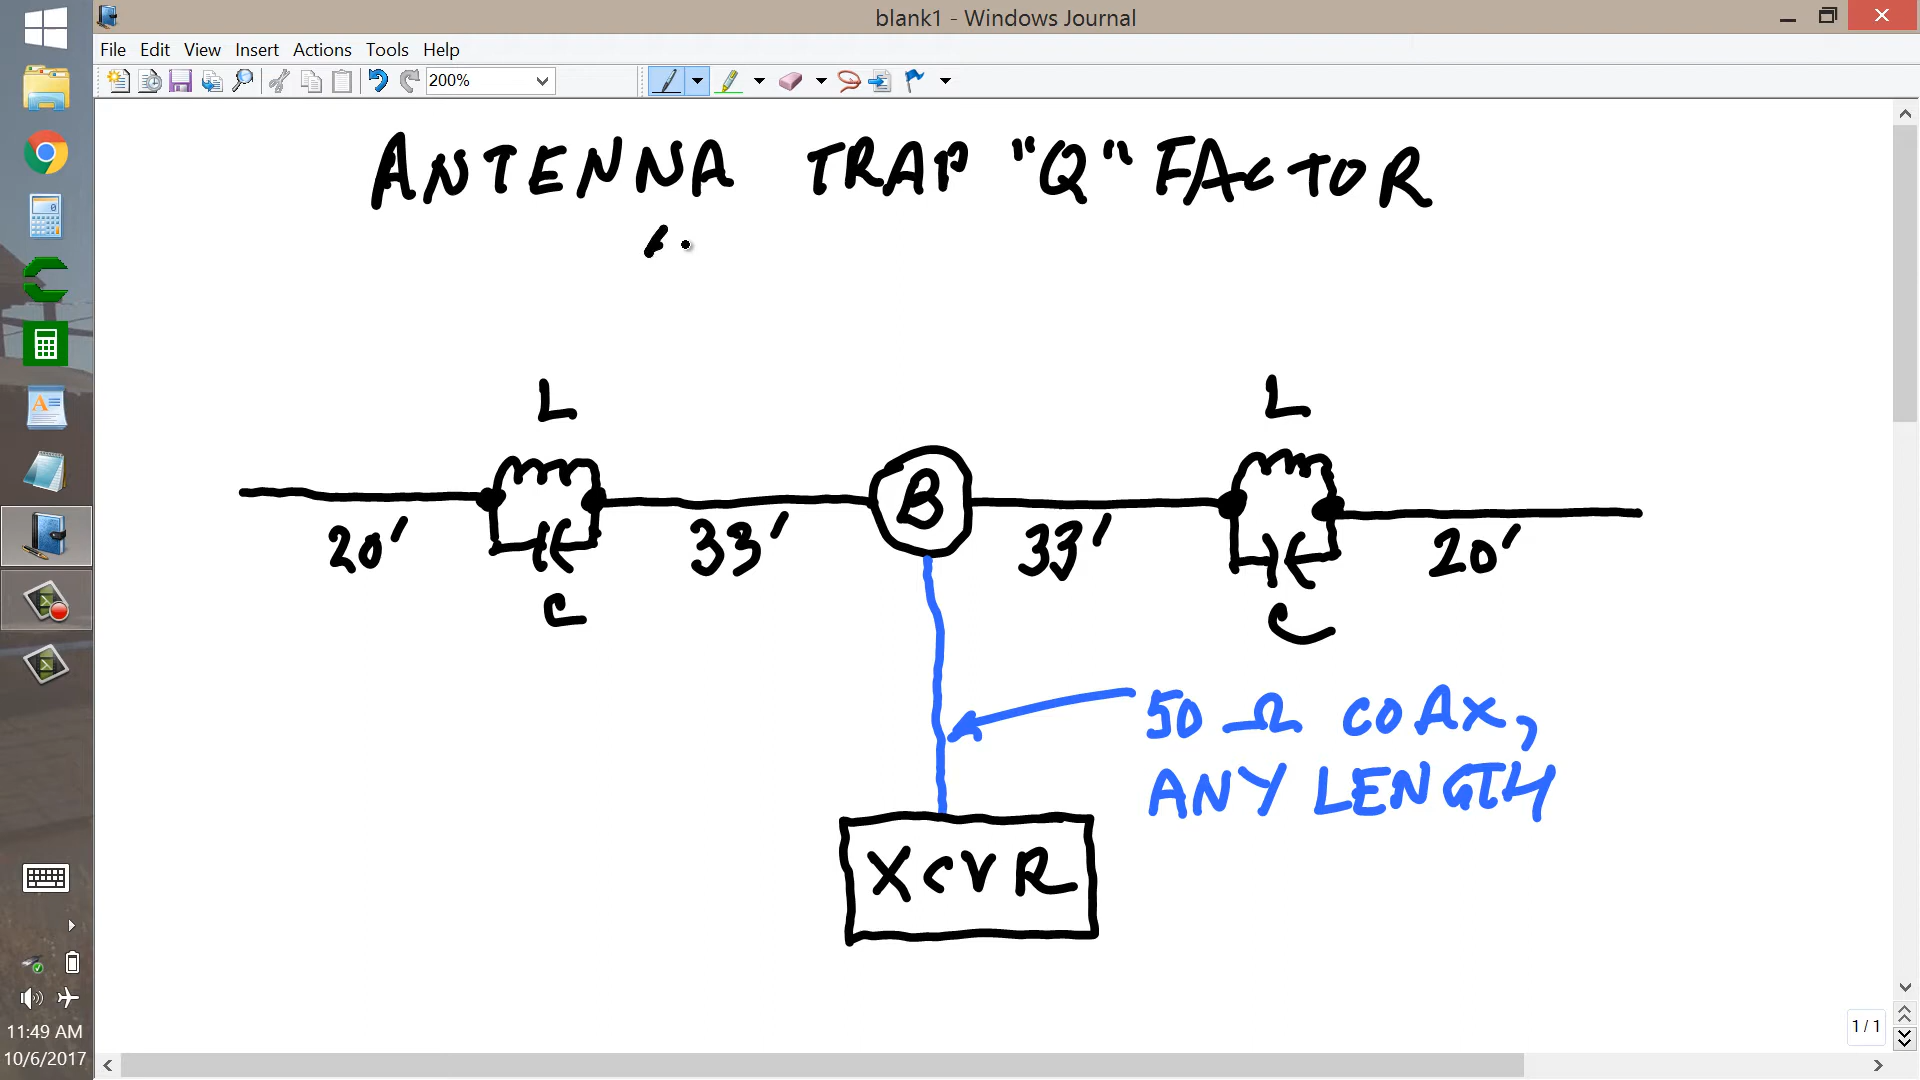 blank1 - Windows Journal
File Edit View Insert Actions Tools Help
200%
ANTENNA TRAP "Q" FACTOR
L L
B
20' 33' 33' 20'
C C
50 Ω COAX,
ANY LENGTH
XCVR
1 / 1
11:49 AM
10/6/2017